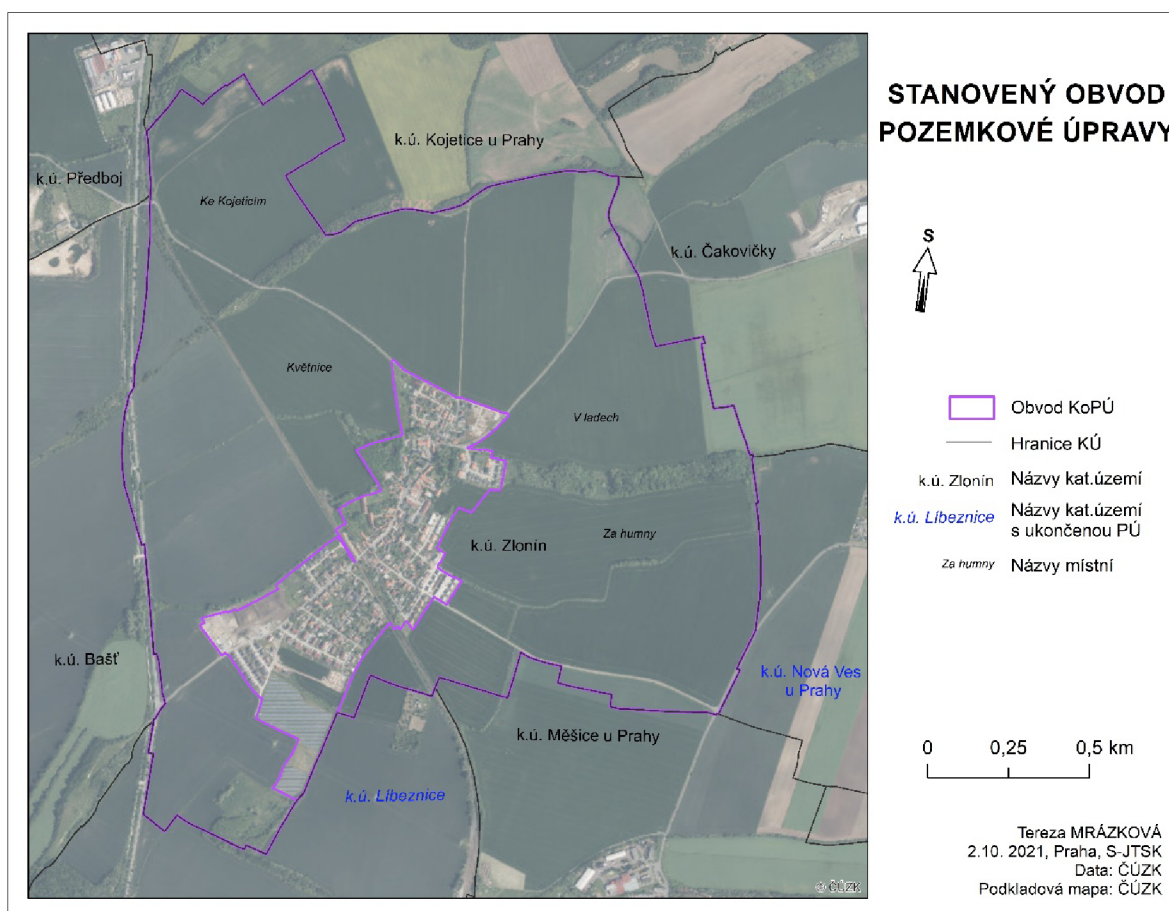 STANOVENÝ OBVOD
POZEMKOVÉ ÚPRAVY
k.ú. Kojetice u Prahy
k.ú. Předboj
Ke Kojeticím
k.ú. Čakovičky
S
Květnice
V ladech
Obvod KoPÚ
Hranice KÚ
k.ú. Zlonín
Názvy kat.území
k.ú. Líbeznice
Názvy kat.území
s ukončenou PÚ
Za humny
Názvy místní
Za humny
k.ú. Zlonín
k.ú. Bašť
k.ú. Nová Ves
u Prahy
k.ú. Měšice u Prahy
k.ú. Líbeznice
0 0,25 0,5 km
Tereza MRÁZKOVÁ
2.10. 2021, Praha, S-JTSK
Data: ČÚZK
Podkladová mapa: ČÚZK
© ČÚZK